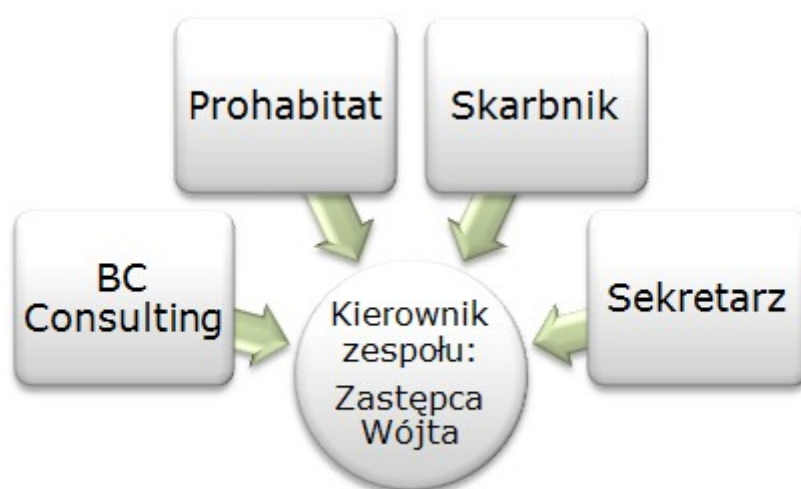 Prohabitat
Skarbnik
BC
Consulting
Sekretarz
Kierownik
zespołu:
Zastępca
Wójta